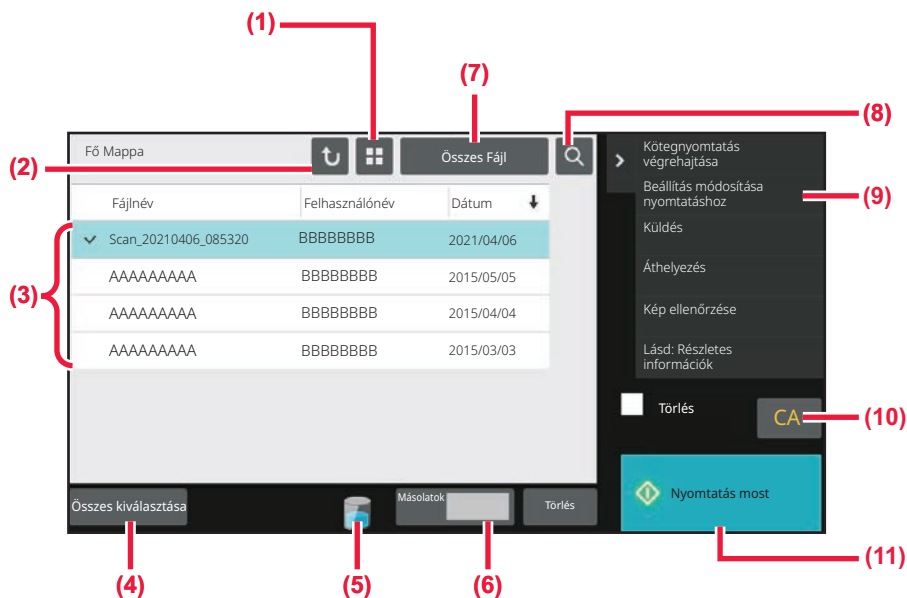 (1)
(7)
(8)
(2)
Fő Mappa
Összes Fájl
Kötegnyomtatás
végrehajtása
Beállítás módosítása
nyomtatáshoz
(9)
Fájlnév Felhasználónév Dátum
Küldés
(3)
Scan_20210406_085320 BBBBBBBB 2021/04/06
AAAAAAAAA BBBBBBBB 2015/05/05
AAAAAAAAA BBBBBBBB 2015/04/04
AAAAAAAAA BBBBBBBB 2015/03/03
Áthelyezés
Kép ellenőrzése
Lásd: Részletes
információk
Törlés
CA
(10)
Összes kiválasztása
Másolatok
Törlés
Nyomtatás most
(4)
(5)
(6)
(11)